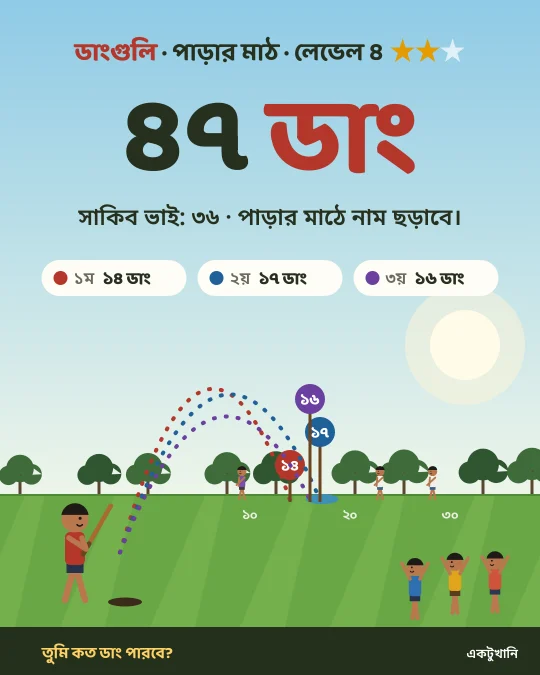 ডাংগুলি · পাড়ার মাঠ · লেভেল ৪
৪৭ ডাং
সাকিব ভাই: ৩৬ · পাড়ার মাঠে নাম ছড়াবে।
১ম ১৪ ডাং ২য় ১৭ ডাং ৩য় ১৬ ডাং
১৬
১৭
১৪
১০ ২০ ৩০
তুমি কত ডাং পারবে? একটুখানি